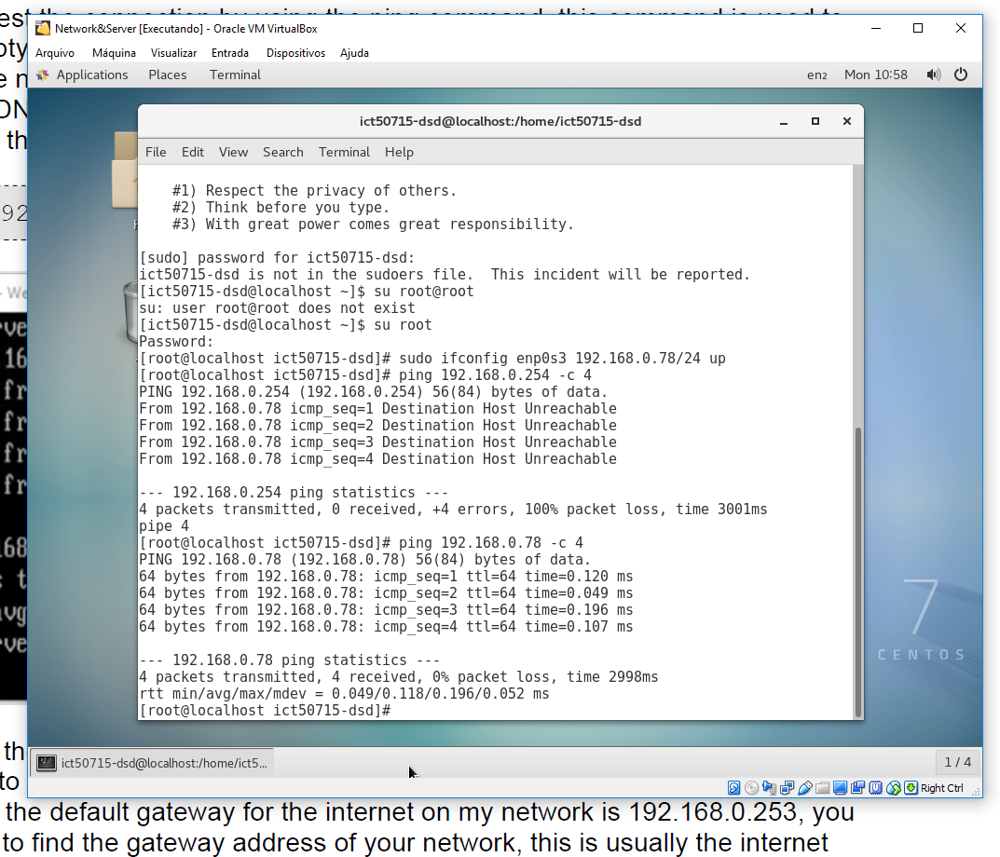 est the connection by using the ping command, this command is used to
Network&Server [Executando] - Oracle VM VirtualBox
Arquivo Máquina Visualizar Entrada Dispositivos Ajuda
Applications Places Terminal en2 Mon 10:58
ict50715-dsd@localhost:/home/ict50715-dsd
File Edit View Search Terminal Help
#1) Respect the privacy of others.
#2) Think before you type.
#3) With great power comes great responsibility.
[sudo] password for ict50715-dsd:
ict50715-dsd is not in the sudoers file.  This incident will be reported.
[ict50715-dsd@localhost ~]$ su root@root
su: user root@root does not exist
[ict50715-dsd@localhost ~]$ su root
Password:
[root@localhost ict50715-dsd]# sudo ifconfig enp0s3 192.168.0.78/24 up
[root@localhost ict50715-dsd]# ping 192.168.0.254 -c 4
PING 192.168.0.254 (192.168.0.254) 56(84) bytes of data.
From 192.168.0.78 icmp_seq=1 Destination Host Unreachable
From 192.168.0.78 icmp_seq=2 Destination Host Unreachable
From 192.168.0.78 icmp_seq=3 Destination Host Unreachable
From 192.168.0.78 icmp_seq=4 Destination Host Unreachable
--- 192.168.0.254 ping statistics ---
4 packets transmitted, 0 received, +4 errors, 100% packet loss, time 3001ms
pipe 4
[root@localhost ict50715-dsd]# ping 192.168.0.78 -c 4
PING 192.168.0.78 (192.168.0.78) 56(84) bytes of data.
64 bytes from 192.168.0.78: icmp_seq=1 ttl=64 time=0.120 ms
64 bytes from 192.168.0.78: icmp_seq=2 ttl=64 time=0.049 ms
64 bytes from 192.168.0.78: icmp_seq=3 ttl=64 time=0.196 ms
64 bytes from 192.168.0.78: icmp_seq=4 ttl=64 time=0.107 ms
--- 192.168.0.78 ping statistics ---
4 packets transmitted, 4 received, 0% packet loss, time 2998ms
rtt min/avg/max/mdev = 0.049/0.118/0.196/0.052 ms
[root@localhost ict50715-dsd]#
7
CENTOS
ict50715-dsd@localhost:/home/ict5... 1 / 4
Right Ctrl
the default gateway for the internet on my network is 192.168.0.253, you
to find the gateway address of your network, this is usually the internet